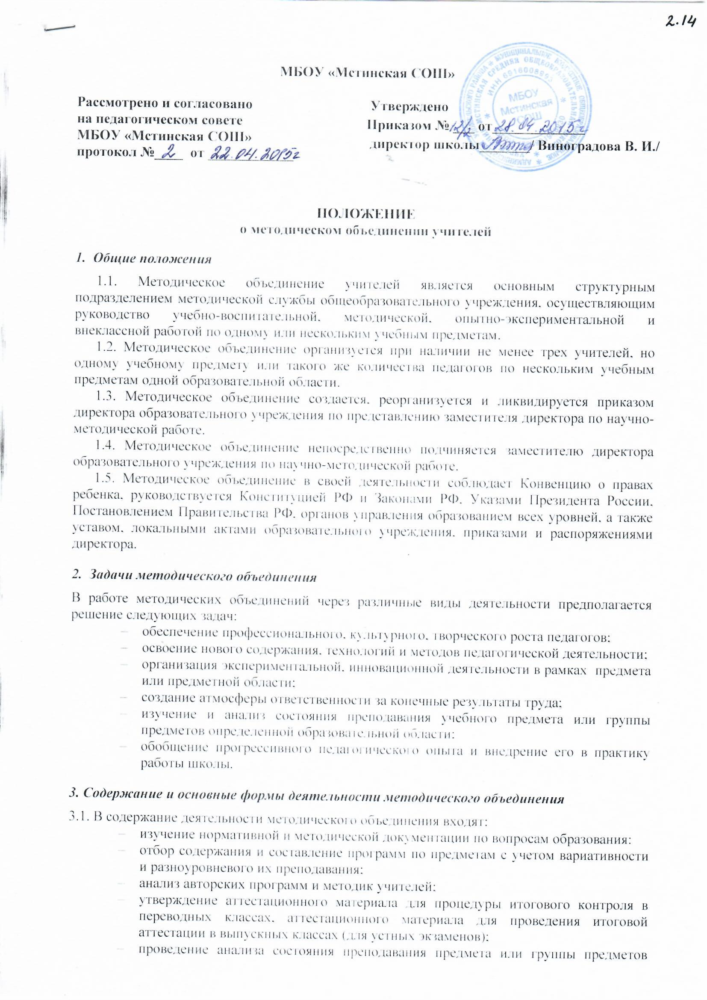 2.14
МБОУ «Мстинская СОШ»
Рассмотрено и согласовано
на педагогическом совете
МБОУ «Мстинская СОШ»
протокол № 2 от 22.04.2015г
Утверждено
Приказом № 12/2 от 28.04.2015г
директор школы / Виноградова В. И./
МБОУ
Мстинская
СОШ
ПОЛОЖЕНИЕ
о методическом объединении учителей
1. Общие положения
1.1. Методическое объединение учителей является основным структурным
подразделением методической службы общеобразовательного учреждения, осуществляющим
руководство учебно-воспитательной, методической, опытно-экспериментальной и
внеклассной работой по одному или нескольким учебным предметам.
1.2. Методическое объединение организуется при наличии не менее трех учителей, но
одному учебному предмету или такого же количества педагогов по нескольким учебным
предметам одной образовательной области.
1.3. Методическое объединение создается, реорганизуется и ликвидируется приказом
директора образовательного учреждения по представлению заместителя директора по научно-
методической работе.
1.4. Методическое объединение непосредственно подчиняется заместителю директора
образовательного учреждения по научно-методической работе.
1.5. Методическое объединение в своей деятельности соблюдает Конвенцию о правах
ребенка, руководствуется Конституцией РФ и Законами РФ, Указами Президента России,
Постановлением Правительства РФ, органов управления образованием всех уровней, а также
уставом, локальными актами образовательного учреждения, приказами и распоряжениями
директора.
2. Задачи методического объединения
В работе методических объединений через различные виды деятельности предполагается
решение следующих задач:
– обеспечение профессионального, культурного, творческого роста педагогов;
– освоение нового содержания, технологий и методов педагогической деятельности;
– организация экспериментальной, инновационной деятельности в рамках предмета
или предметной области;
– создание атмосферы ответственности за конечные результаты труда;
– изучение и анализ состояния преподавания учебного предмета или группы
предметов определенной образовательной области;
– обобщение прогрессивного педагогического опыта и внедрение его в практику
работы школы.
3. Содержание и основные формы деятельности методического объединения
3.1. В содержание деятельности методического объединения входят:
– изучение нормативной и методической документации по вопросам образования;
– отбор содержания и составление программ по предметам с учетом вариативности
и разноуровневого их преподавания;
– анализ авторских программ и методик учителей;
– утверждение аттестационного материала для процедуры итогового контроля в
переводных классах, аттестационного материала для проведения итоговой
аттестации в выпускных классах (для устных экзаменов);
– проведение анализа состояния преподавания предмета или группы предметов